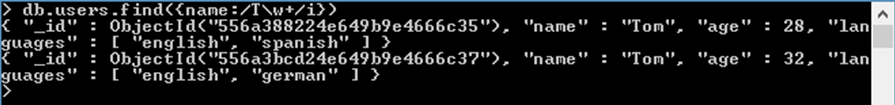 > db.users.find({name:/T\w+/i})
{ "_id" : ObjectId("556a388224e649b9e4666c35"), "name" : "Tom", "age" : 28, "lan
guages" : [ "english", "spanish" ] }
{ "_id" : ObjectId("556a3bcd24e649b9e4666c37"), "name" : "Tom", "age" : 32, "lan
guages" : [ "english", "german" ] }
>